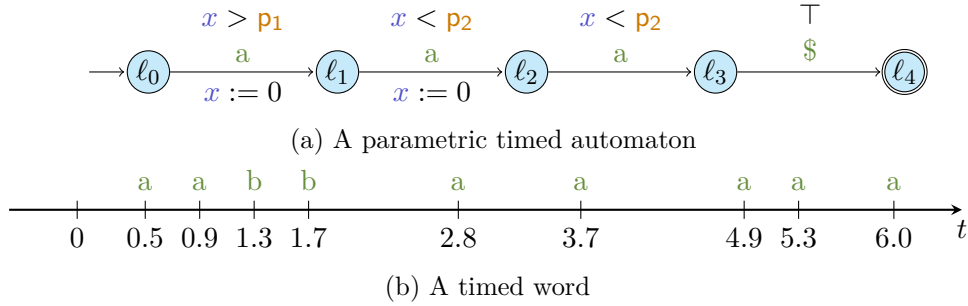 x > p₁ x < p₂ x < p₂ ⊤
a a a $
ℓ₀ ℓ₁ ℓ₂ ℓ₃ ℓ₄
x := 0 x := 0
(a) A parametric timed automaton
a a b b a a a a a
0 0.5 0.9 1.3 1.7 2.8 3.7 4.9 5.3 6.0 t
(b) A timed word